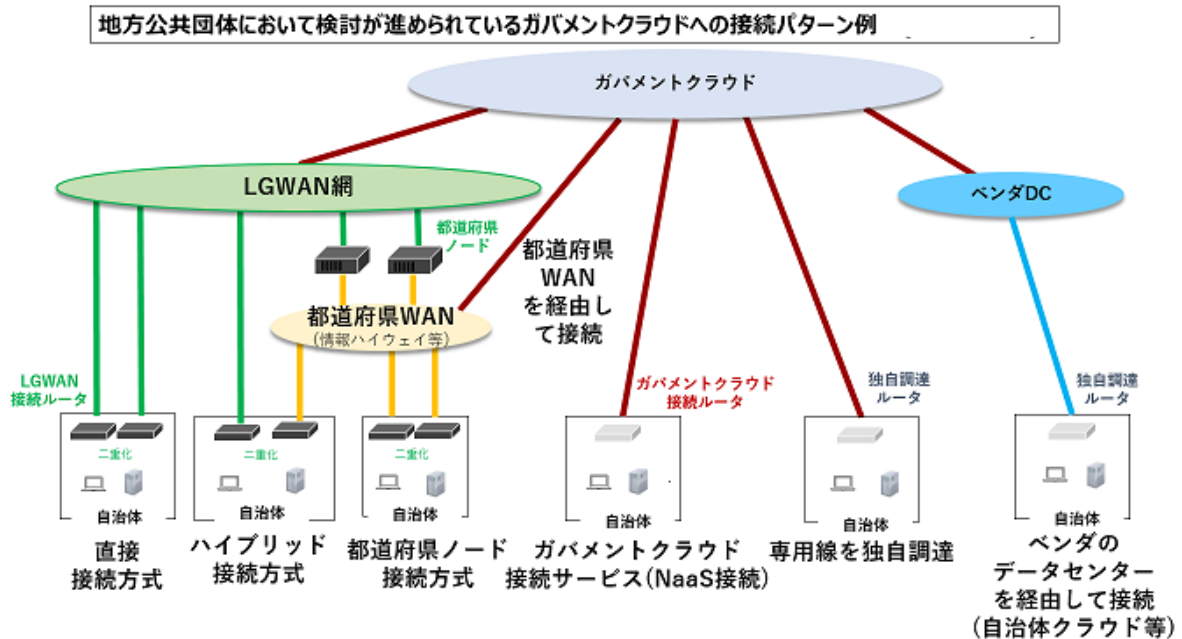 地方公共団体において検討が進められているガバメントクラウドへの接続パターン例
ガバメントクラウド
LGWAN網
ベンダDC
都道府県
ノード
都道府県
WAN
を経由し
て接続
都道府県WAN
(情報ハイウェイ等)
LGWAN
接続ルータ
ガバメントクラウド
接続ルータ
独自調達
ルータ
独自調達
ルータ
二重化
二重化
二重化
自治体
自治体
自治体
自治体
自治体
自治体
直接
接続方式
ハイブリッド
接続方式
都道府県ノード
接続方式
ガバメントクラウド
接続サービス(NaaS接続)
専用線を独自調達
ベンダの
データセンター
を経由して接続
(自治体クラウド等)